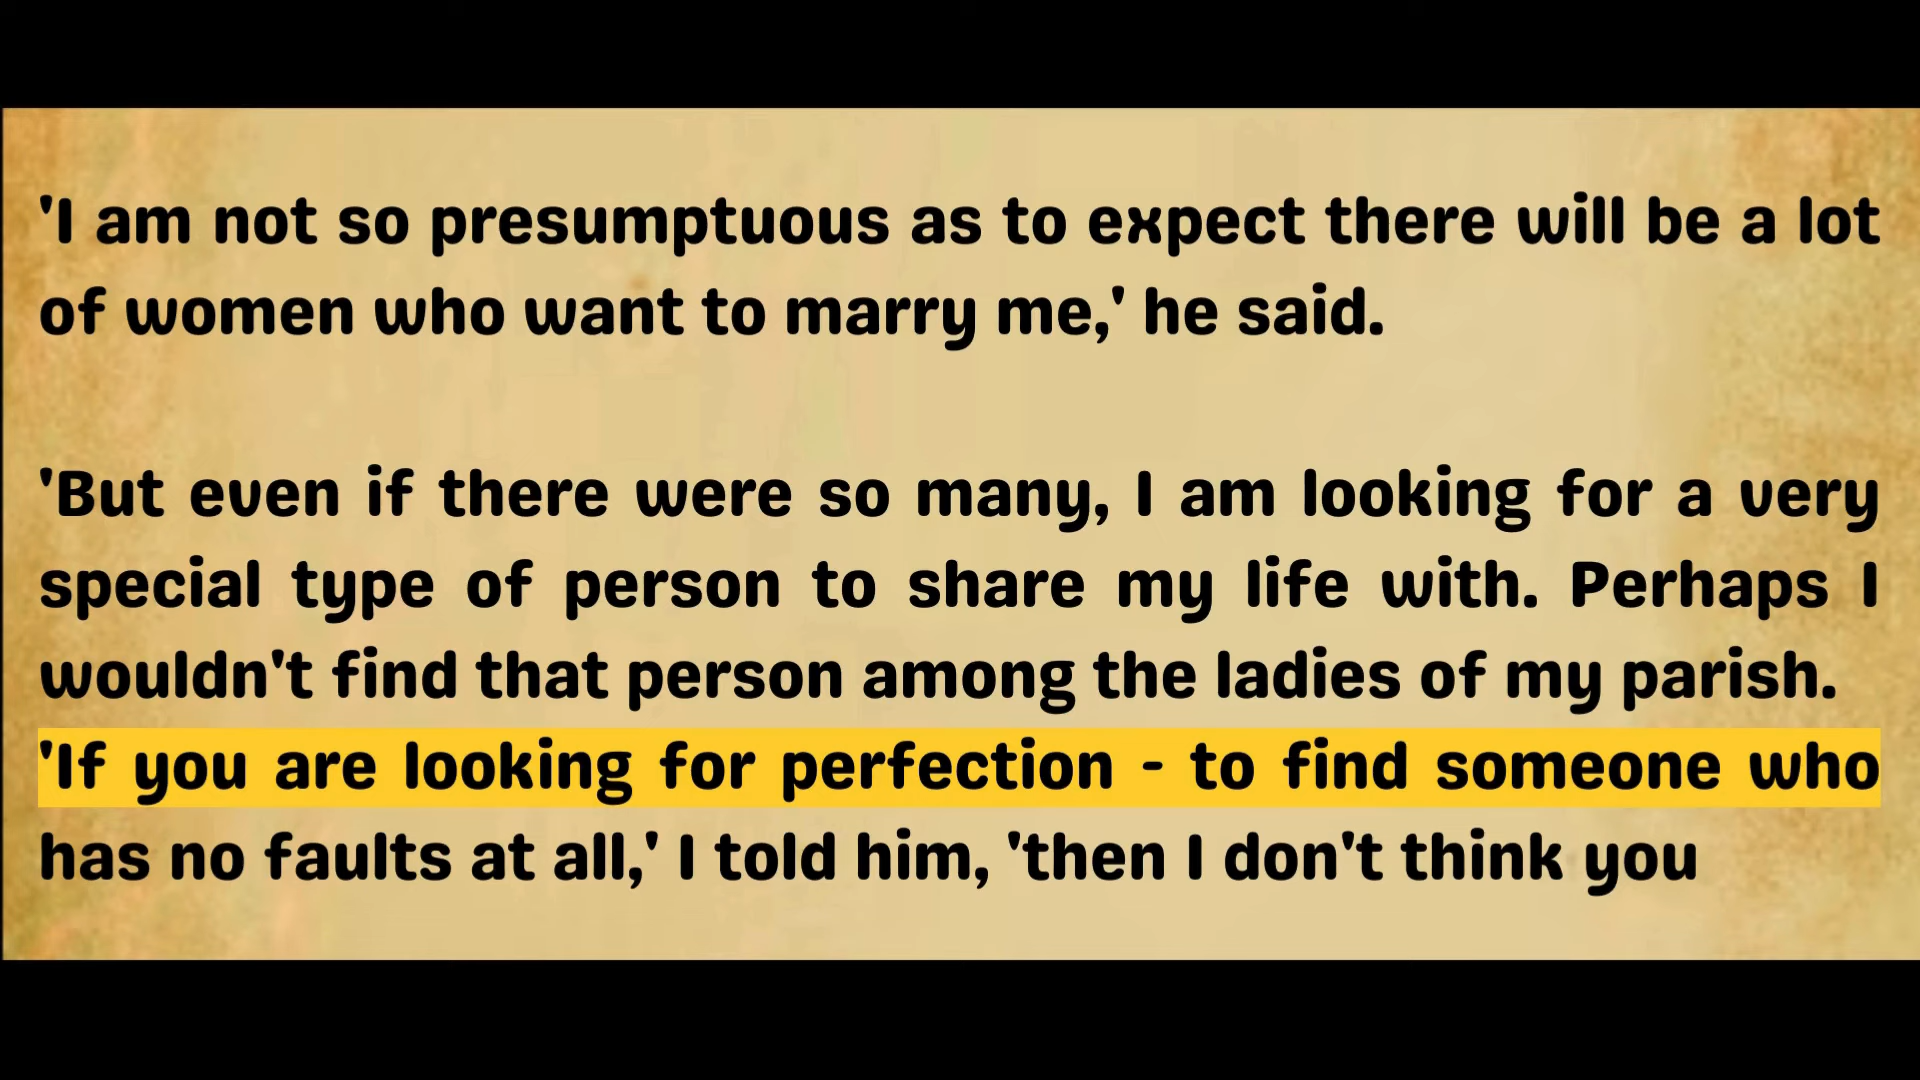 'I am not so presumptuous as to expect there will be a lot
of women who want to marry me,' he said.
'But even if there were so many, I am looking for a very
special type of person to share my life with. Perhaps I
wouldn't find that person among the ladies of my parish.
'If you are looking for perfection - to find someone who
has no faults at all,' I told him, 'then I don't think you